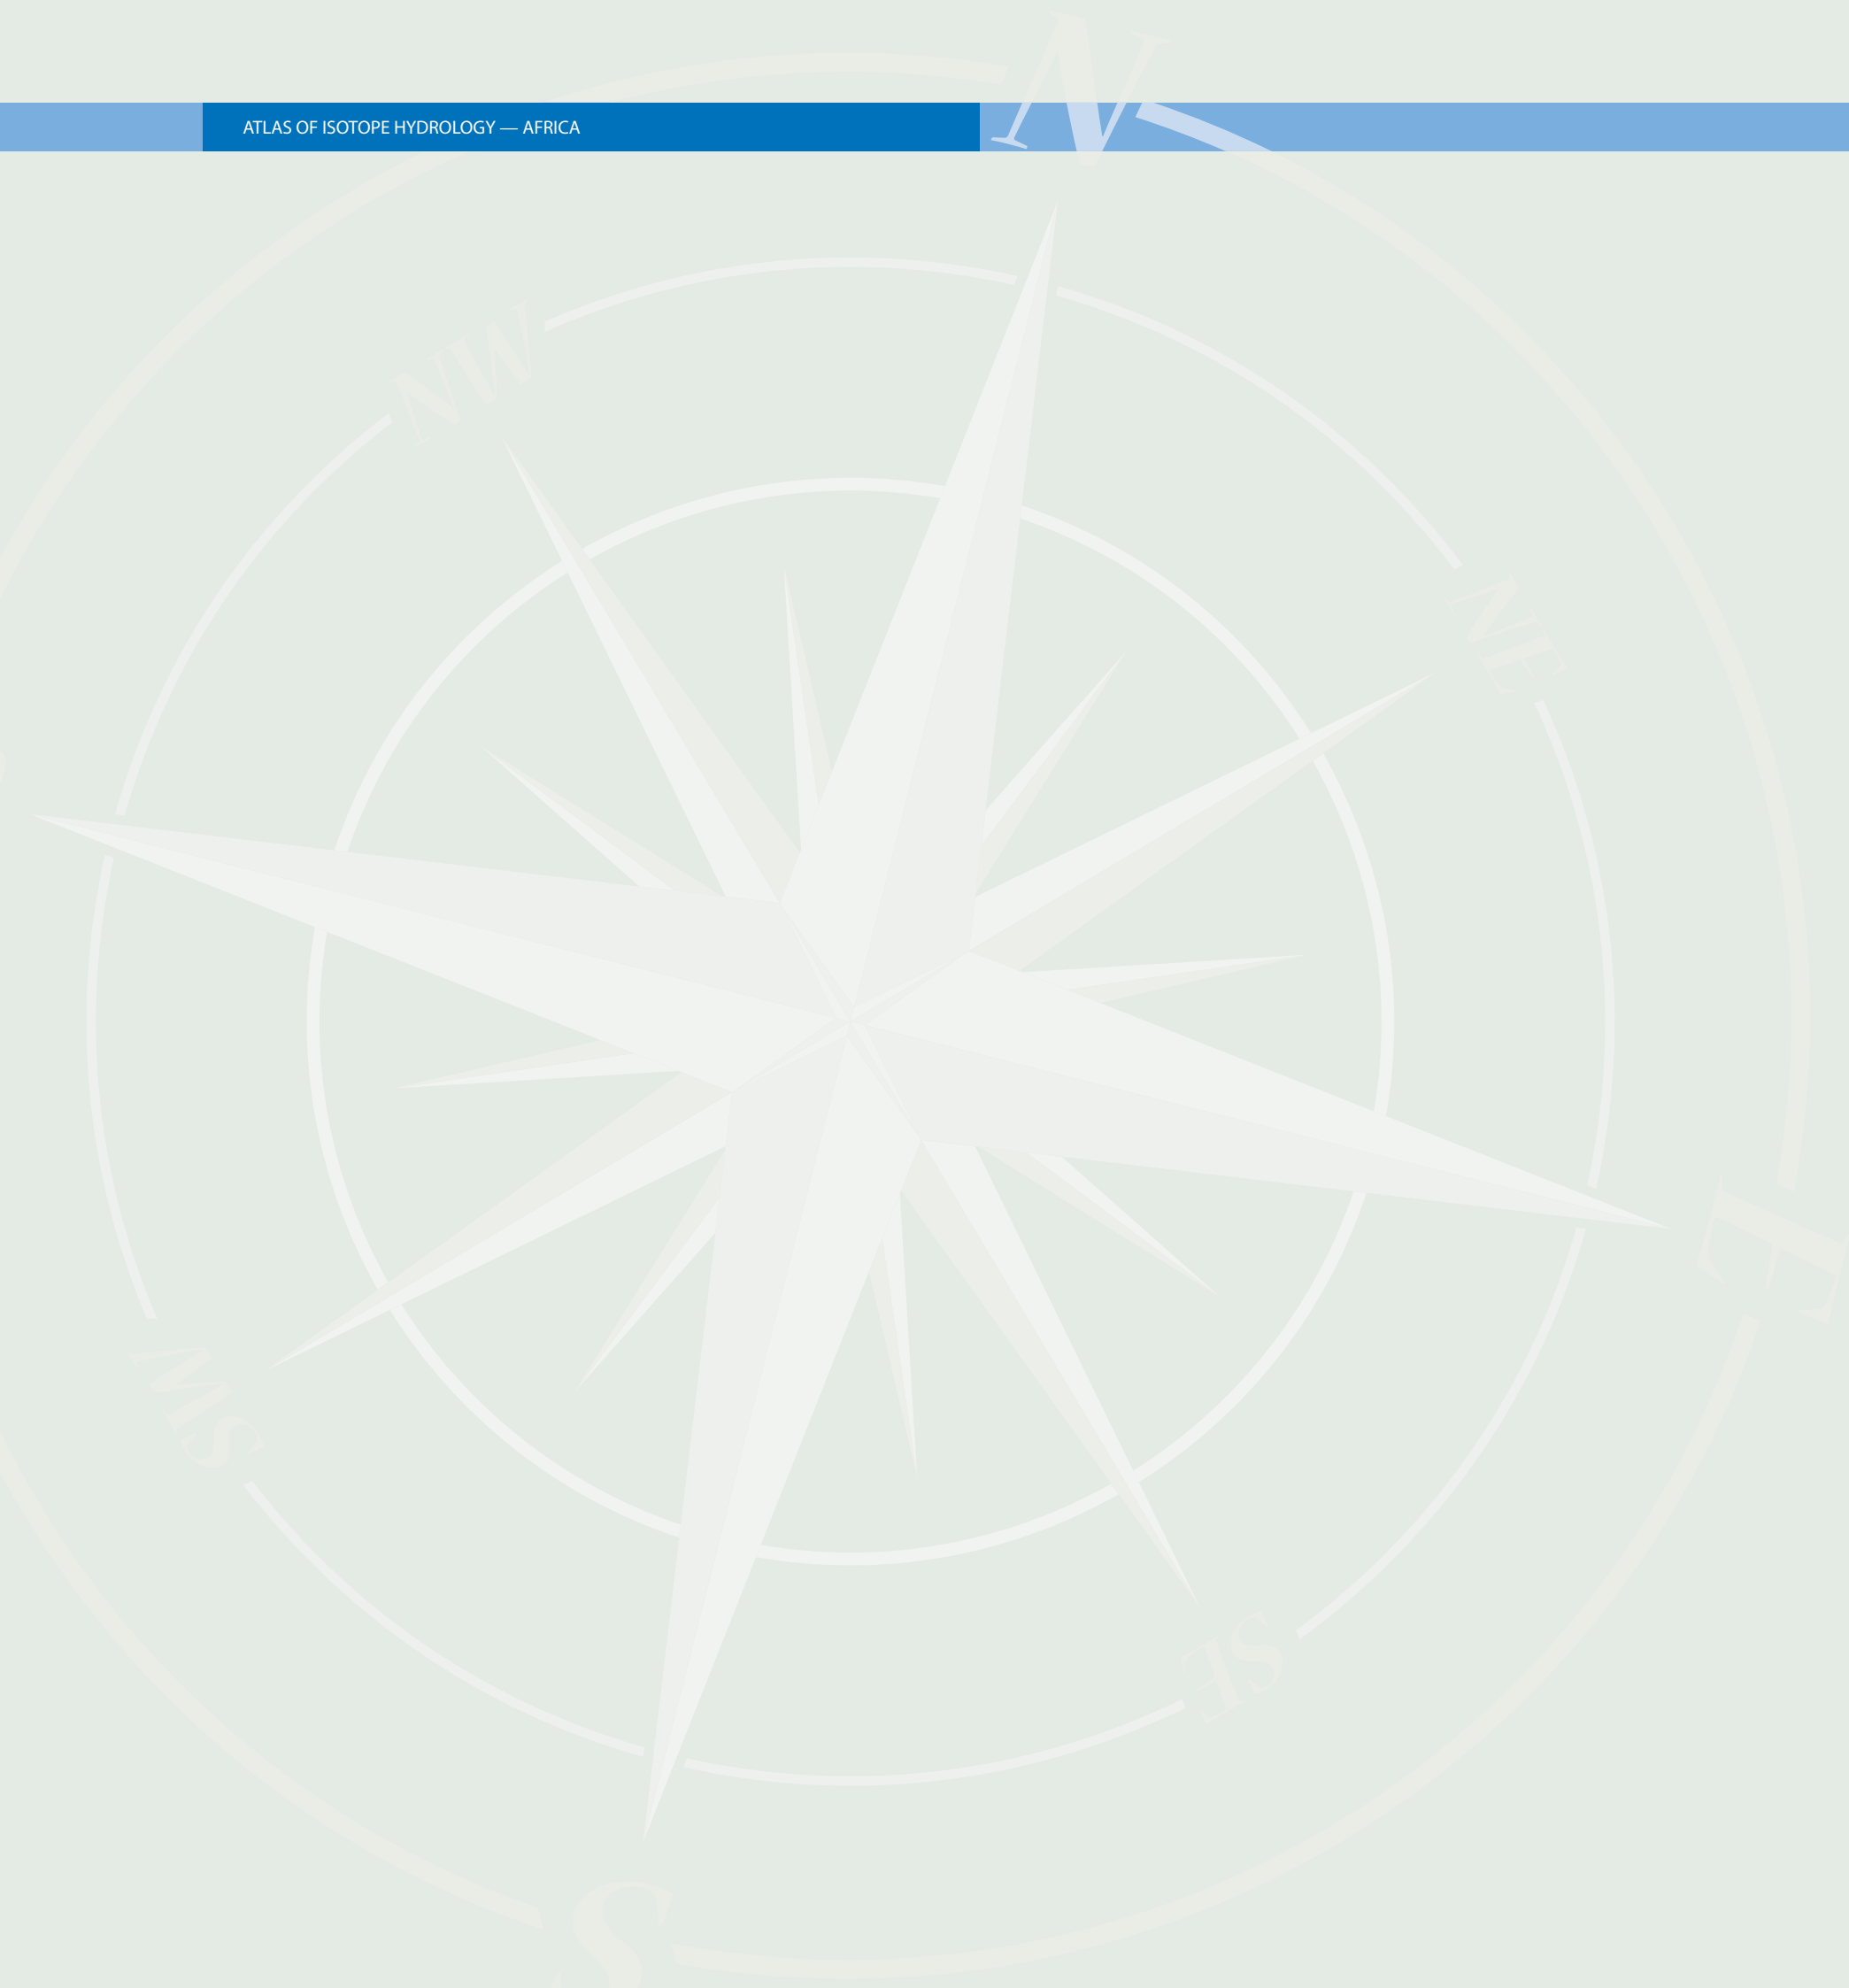 N
ATLAS OF ISOTOPE HYDROLOGY — AFRICA
NW
NE
E
SW
SE
S